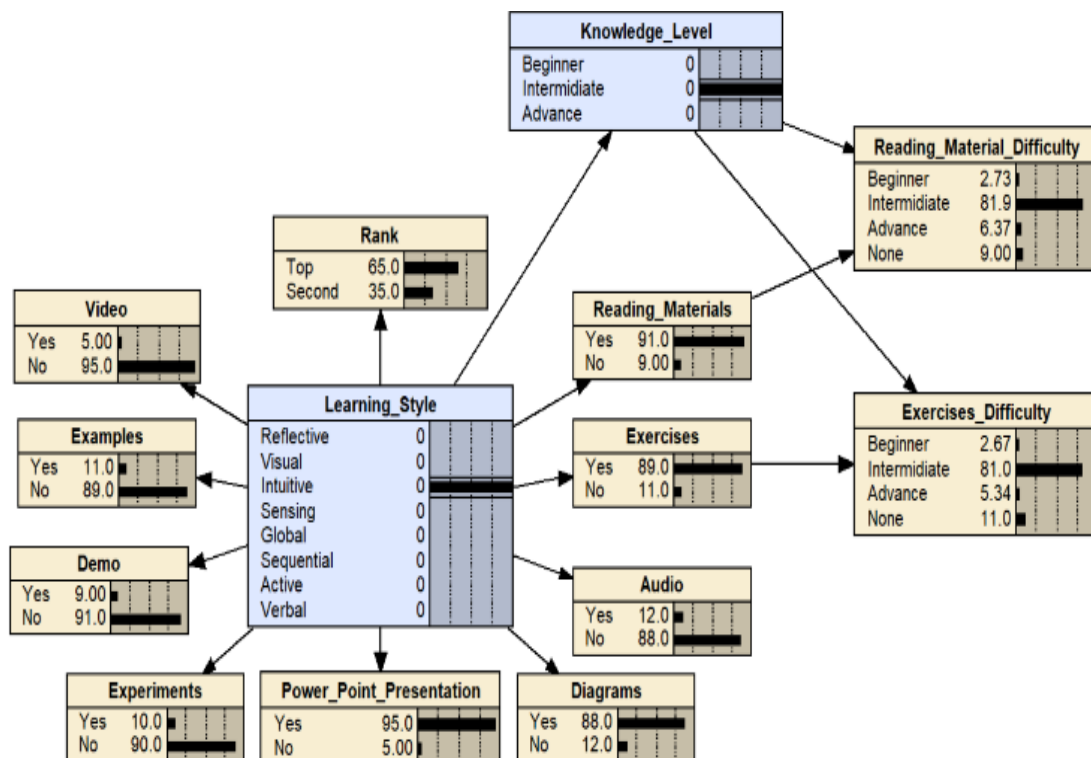 Knowledge_Level
Beginner 0
Intermidiate 0
Advance 0
Reading_Material_Difficulty
Beginner 2.73
Intermidiate 81.9
Advance 6.37
None 9.00
Rank
Top 65.0
Second 35.0
Video
Yes 5.00
No 95.0
Reading_Materials
Yes 91.0
No 9.00
Learning_Style
Reflective 0
Visual 0
Intuitive 0
Sensing 0
Global 0
Sequential 0
Active 0
Verbal 0
Examples
Yes 11.0
No 89.0
Exercises
Yes 89.0
No 11.0
Exercises_Difficulty
Beginner 2.67
Intermidiate 81.0
Advance 5.34
None 11.0
Demo
Yes 9.00
No 91.0
Audio
Yes 12.0
No 88.0
Experiments
Yes 10.0
No 90.0
Power_Point_Presentation
Yes 95.0
No 5.00
Diagrams
Yes 88.0
No 12.0